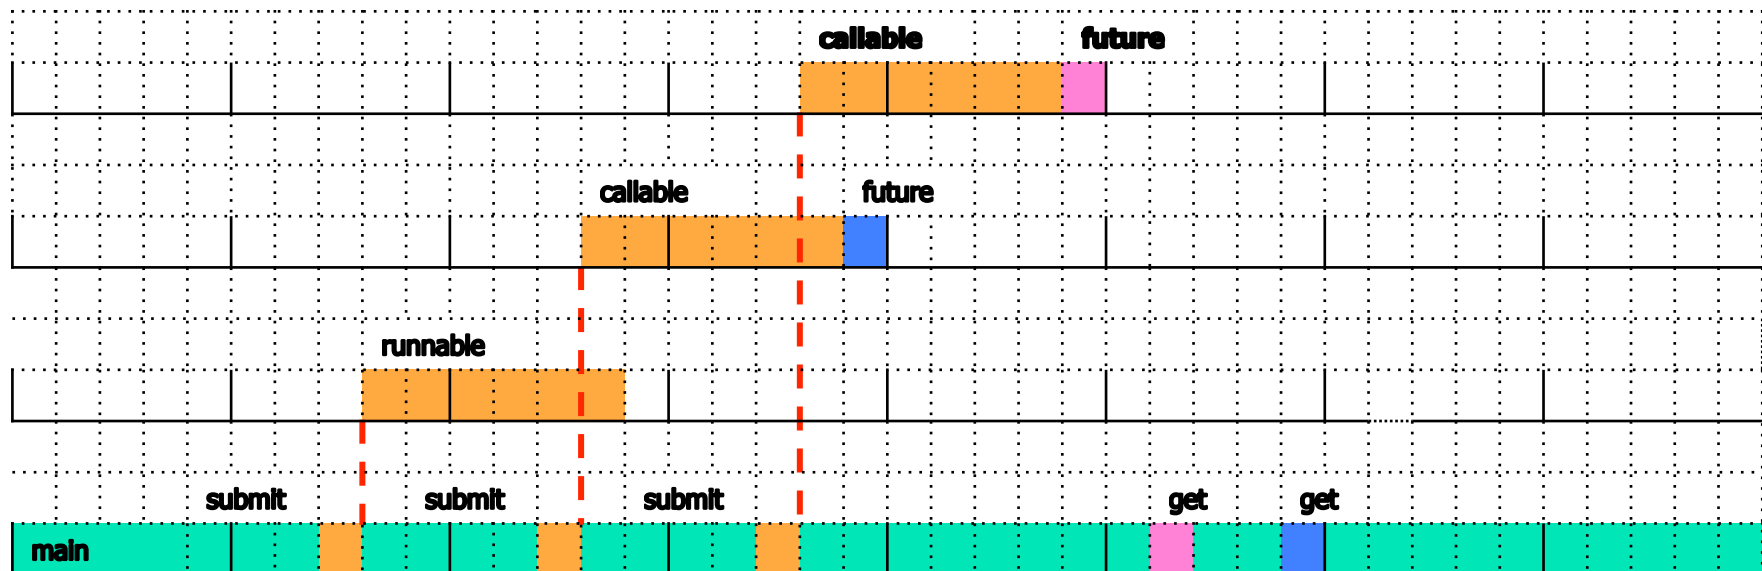 callable future
callable future
runnable
submit submit submit get get
main